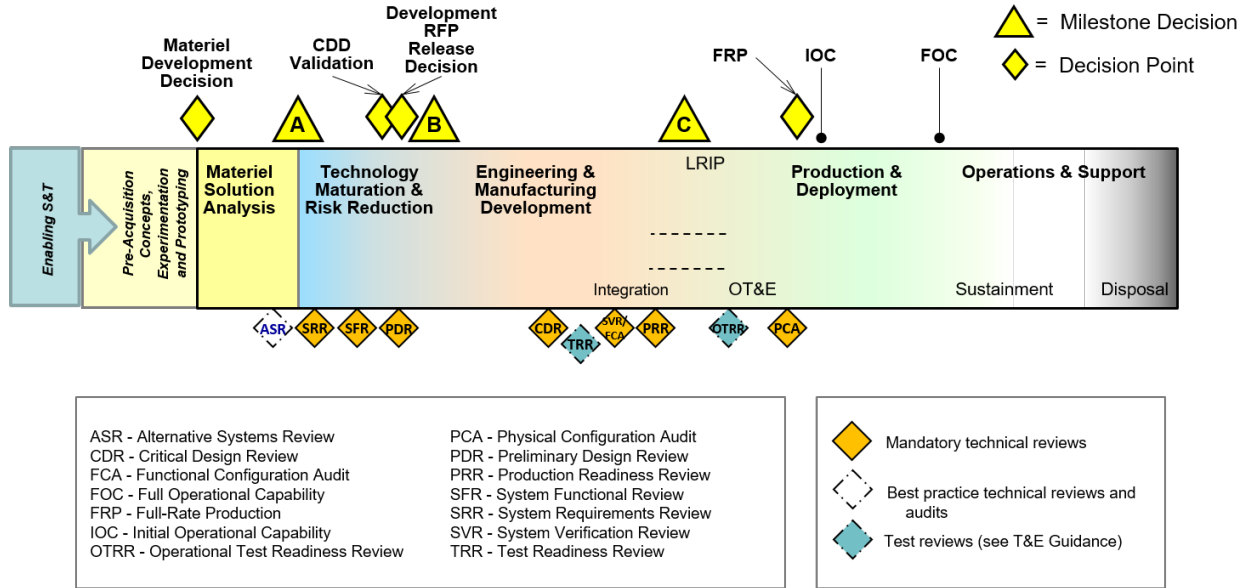 Materiel
Development
Decision
CDD
Validation
Development
RFP
Release
Decision
FRP
IOC
FOC
= Milestone Decision
= Decision Point
A
B
C
Enabling S&T
Pre-Acquisition
Concepts,
Experimentation
and Prototyping
Materiel
Solution
Analysis
Technology
Maturation &
Risk Reduction
Engineering &
Manufacturing
Development
LRIP
Production &
Deployment
Operations & Support
Integration
OT&E
Sustainment
Disposal
ASR
SRR
SFR
PDR
CDR
TRR
SVR/
FCA
PRR
OTRR
PCA
ASR - Alternative Systems Review
CDR - Critical Design Review
FCA - Functional Configuration Audit
FOC - Full Operational Capability
FRP - Full-Rate Production
IOC - Initial Operational Capability
OTRR - Operational Test Readiness Review
PCA - Physical Configuration Audit
PDR - Preliminary Design Review
PRR - Production Readiness Review
SFR - System Functional Review
SRR - System Requirements Review
SVR - System Verification Review
TRR - Test Readiness Review
Mandatory technical reviews
Best practice technical reviews and
audits
Test reviews (see T&E Guidance)